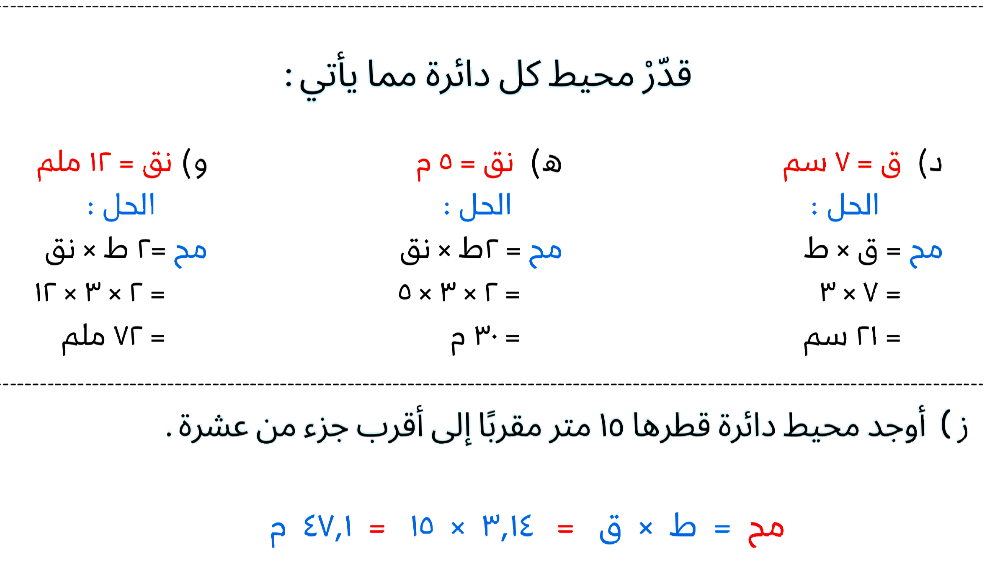 قدّرْ محيط كل دائرة مما يأتي :
د) ق = ٧ سم
الحل :
مح = ق × ط
= ٧ × ٣
= ٢١ سم
ه) نق = ٥ م
الحل :
مح = ٢ط × نق
= ٢ × ٣ × ٥
= ٣٠ م
و) نق = ١٢ ملم
الحل :
مح =٢ ط × نق
= ٢ × ٣ × ١٢
= ٧٢ ملم
ز ) أوجد محيط دائرة قطرها ١٥ متر مقربًا إلى أقرب جزء من عشرة .
مح = ط × ق = ٣,١٤ × ١٥ = ٤٧,١ م